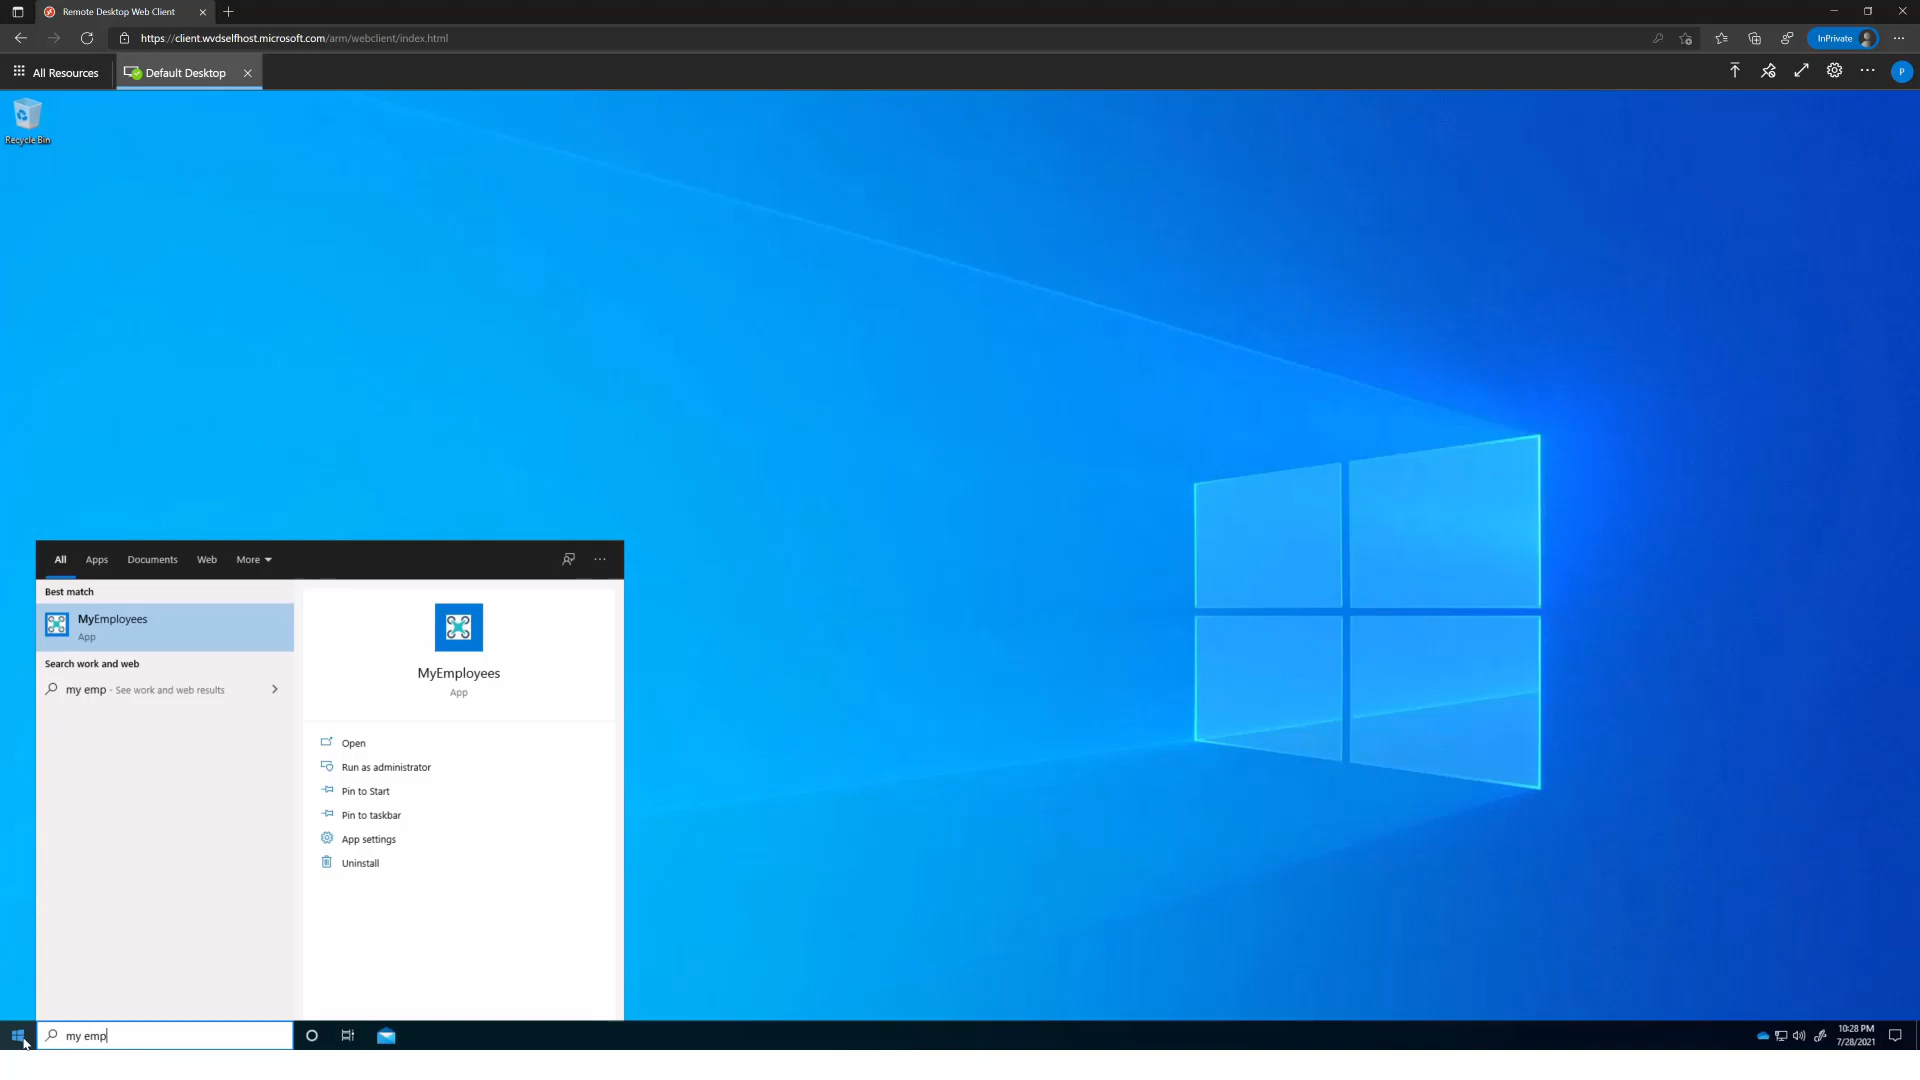 Remote Desktop Web Client
https://client.wvdselfhost.microsoft.com/arm/webclient/index.html
InPrivate
All Resources
Default Desktop
P
Recycle Bin
All
Apps
Documents
Web
More
Best match
MyEmployees
App
Search work and web
my emp - See work and web results
MyEmployees
App
Open
Run as administrator
Pin to Start
Pin to taskbar
App settings
Uninstall
my emp
10:28 PM
7/28/2021